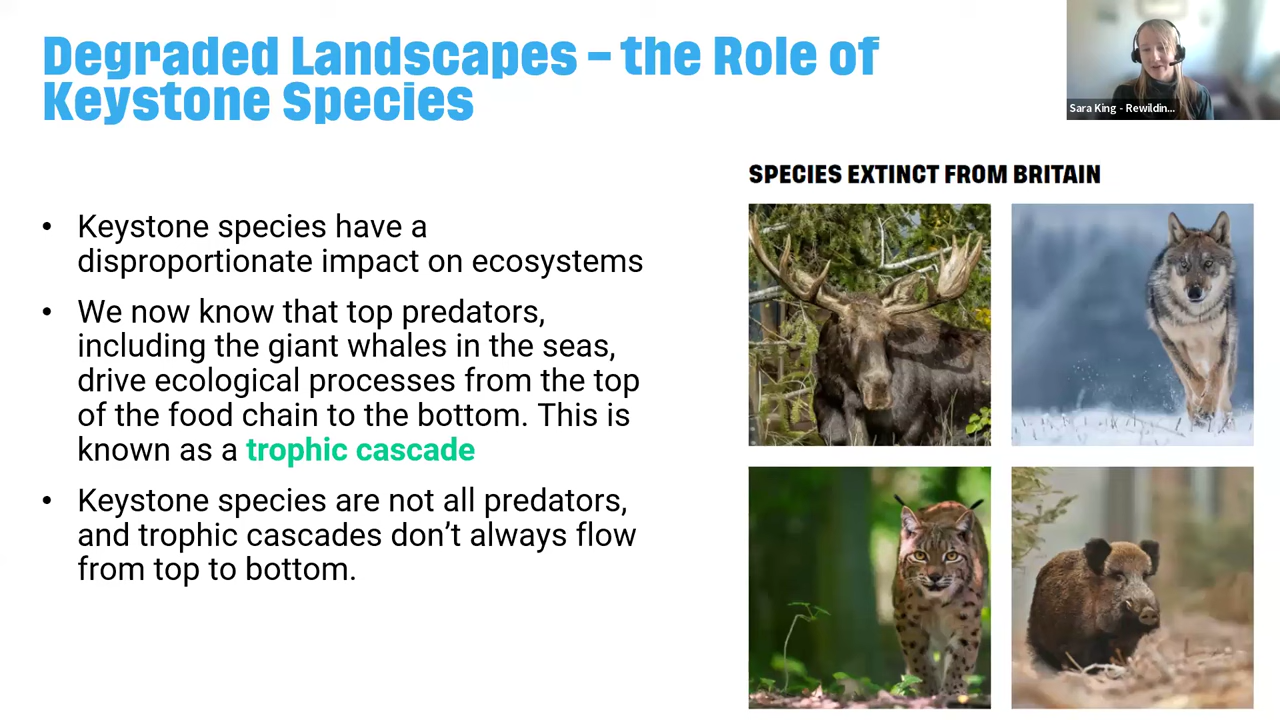 Degraded Landscapes – the Role of
Keystone Species
Sara King - Rewildin...
SPECIES EXTINCT FROM BRITAIN
• Keystone species have a
disproportionate impact on ecosystems
• We now know that top predators,
including the giant whales in the seas,
drive ecological processes from the top
of the food chain to the bottom. This is
known as a trophic cascade
• Keystone species are not all predators,
and trophic cascades don’t always flow
from top to bottom.